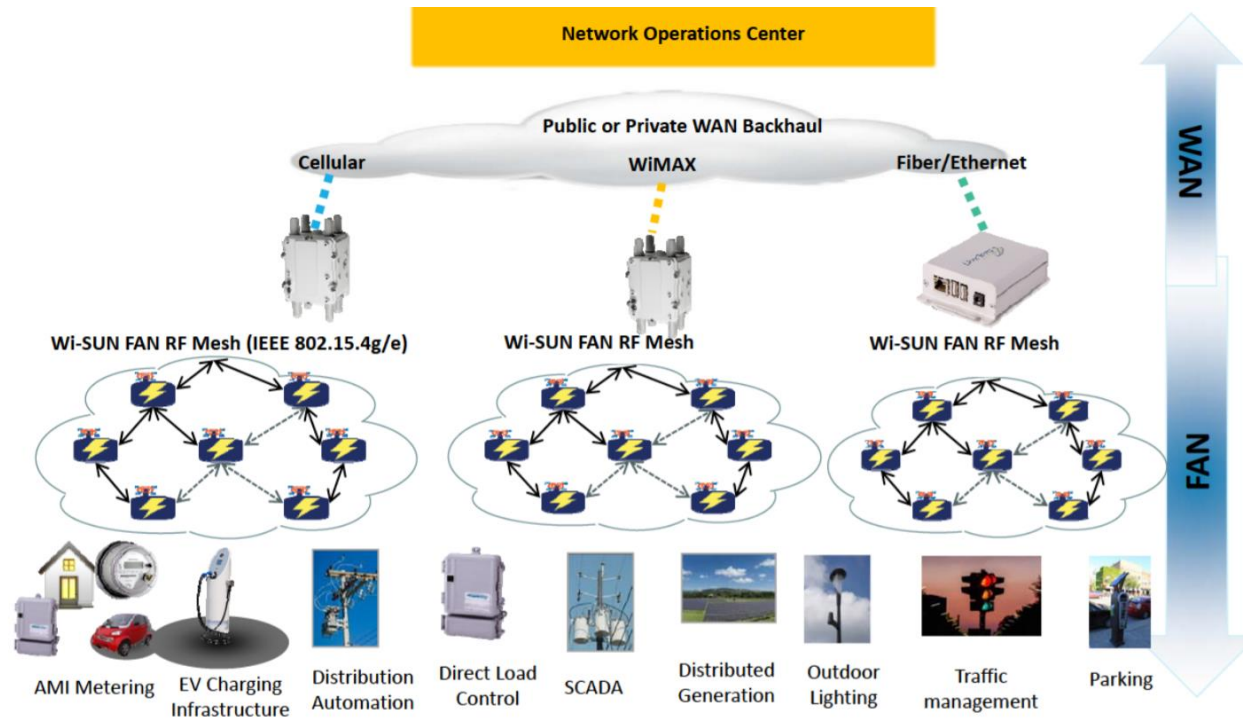 Network Operations Center
Public or Private WAN Backhaul
Cellular
WiMAX
Fiber/Ethernet
WAN
Wi-SUN FAN RF Mesh (IEEE 802.15.4g/e)
Wi-SUN FAN RF Mesh
Wi-SUN FAN RF Mesh
FAN
AMI Metering
EV Charging
Infrastructure
Distribution
Automation
Direct Load
Control
SCADA
Distributed
Generation
Outdoor
Lighting
Traffic
management
Parking